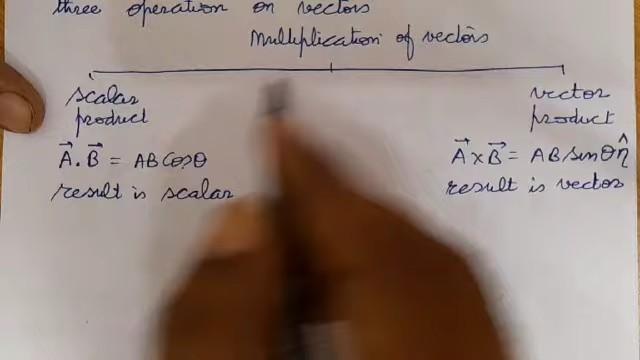 three operation on vectors
Multiplication of vectors
scalar product
vector product
A⃗ . B⃗ = AB cosθ
A⃗ × B⃗ = AB sinθ η̂
result is scalar
result is vector